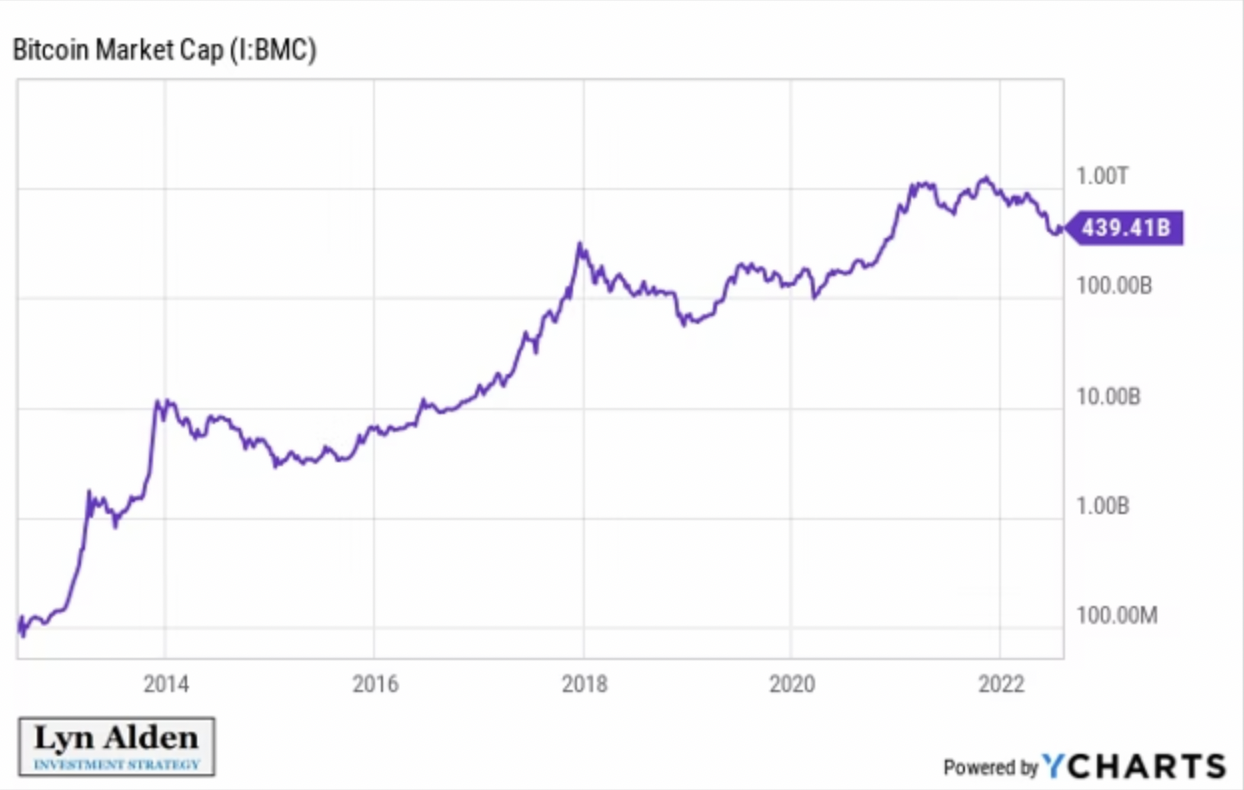 Bitcoin Market Cap (I:BMC)
1.00T
439.41B
100.00B
10.00B
1.00B
100.00M
2014 2016 2018 2020 2022
Lyn Alden
INVESTMENT STRATEGY
Powered by YCHARTS